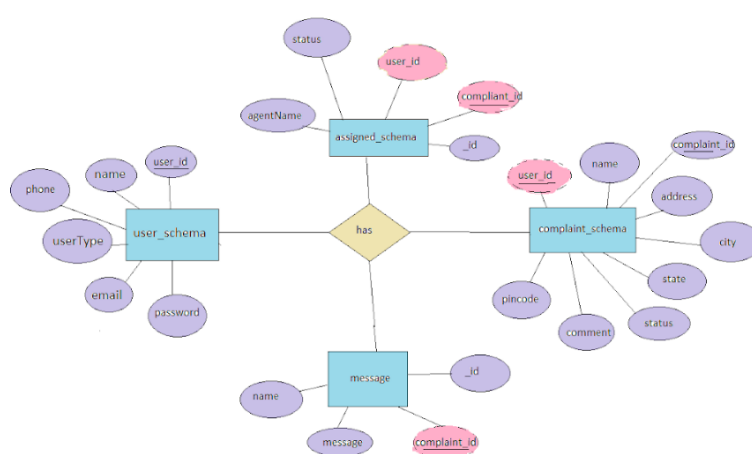 status
user_id
compliant_id
agentName
assigned_schema
_id
name
user_id
phone
userType
user_schema
email
password
has
user_id
name
complaint_id
address
complaint_schema
city
state
pincode
status
comment
message
_id
name
message
complaint_id